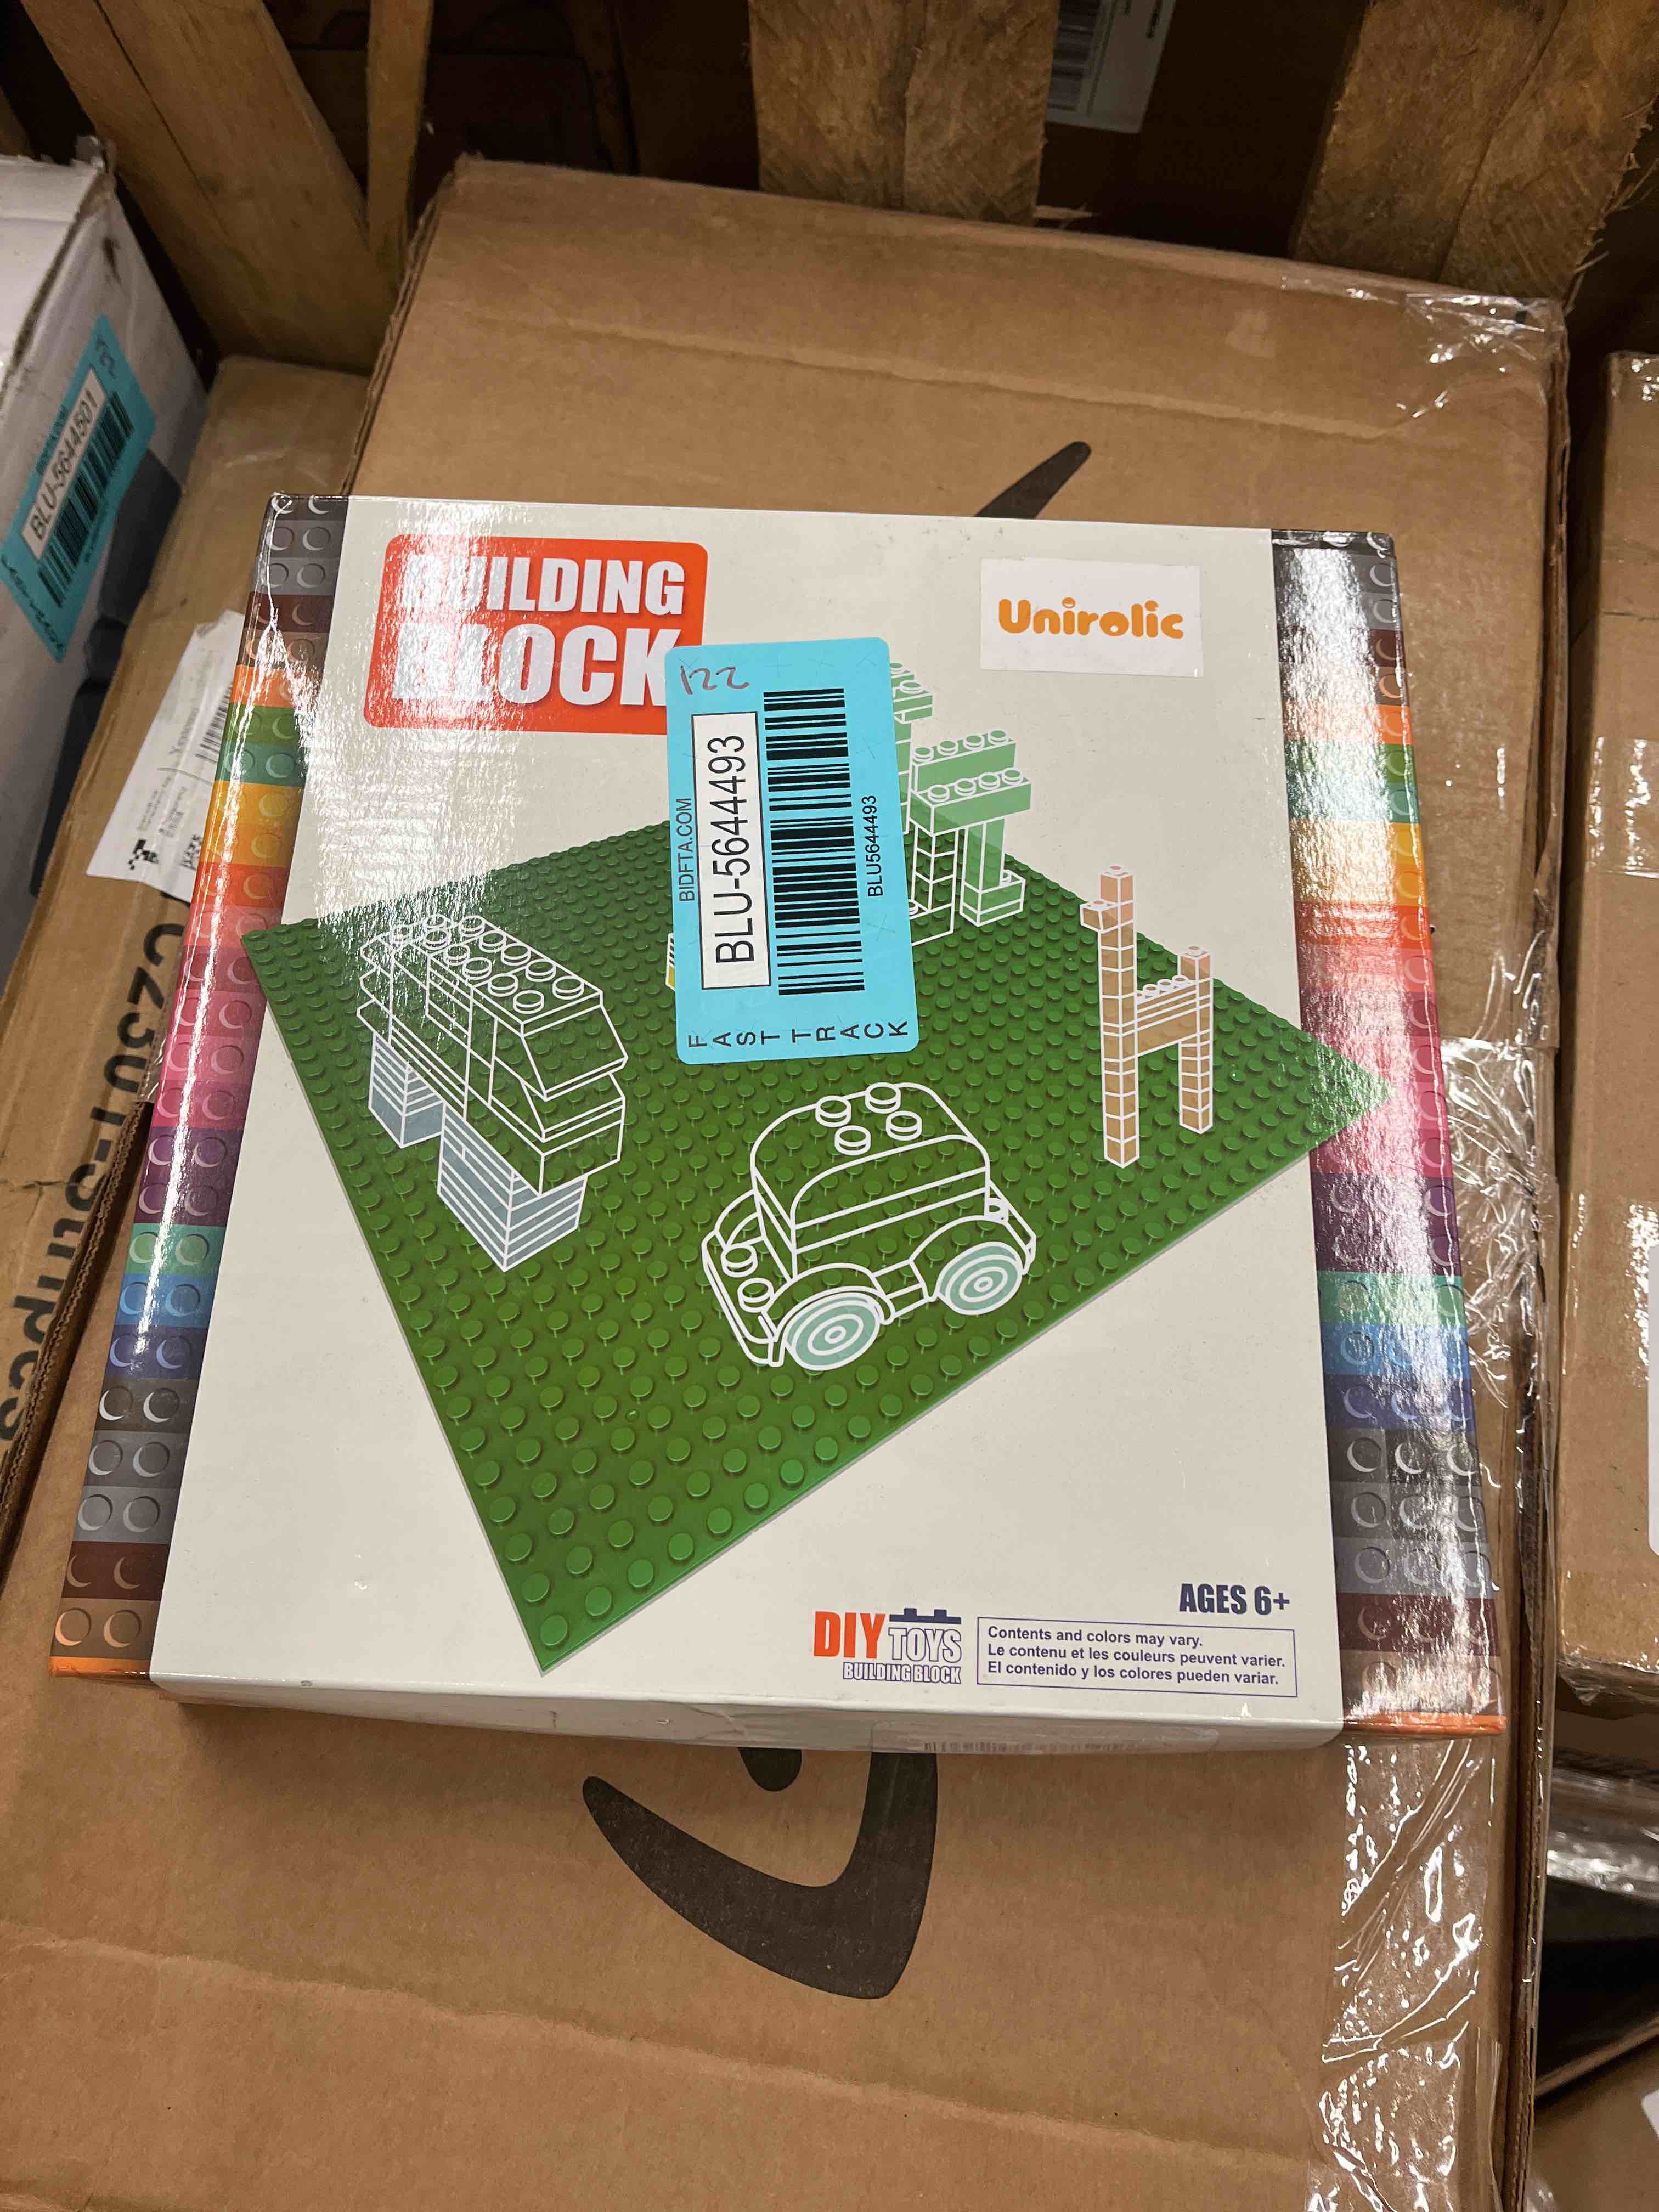 BUILDING
BLOCK
Unirolic
122
BIDFTA.COM
BLU-5644493
BLU5644493
FAST TRACK
BLU-5644501
AGES 6+
DIY TOYS
BUILDING BLOCK
Contents and colors may vary.
Le contenu et les couleurs peuvent varier.
El contenido y los colores pueden variar.